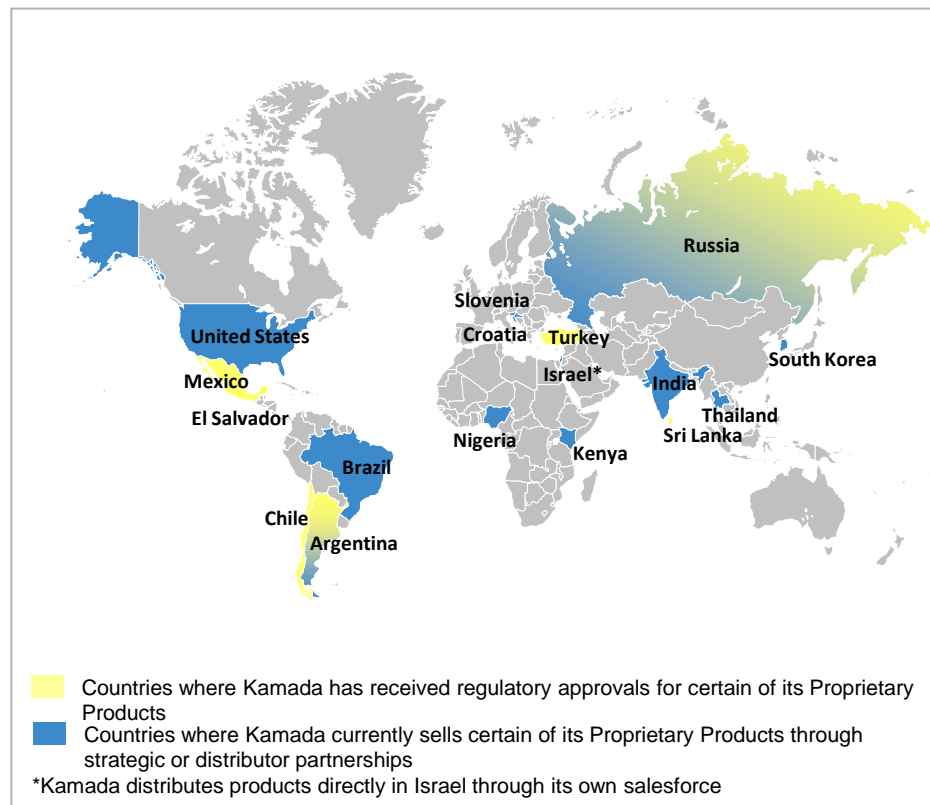 Russia
Slovenia
United States
Croatia
Turkey
South Korea
Israel*
Mexico
India
El Salvador
Thailand
Nigeria
Sri Lanka
Kenya
Brazil
Chile
Argentina
Countries where Kamada has received regulatory approvals for certain of its Proprietary
Products
Countries where Kamada currently sells certain of its Proprietary Products through
strategic or distributor partnerships
*Kamada distributes products directly in Israel through its own salesforce